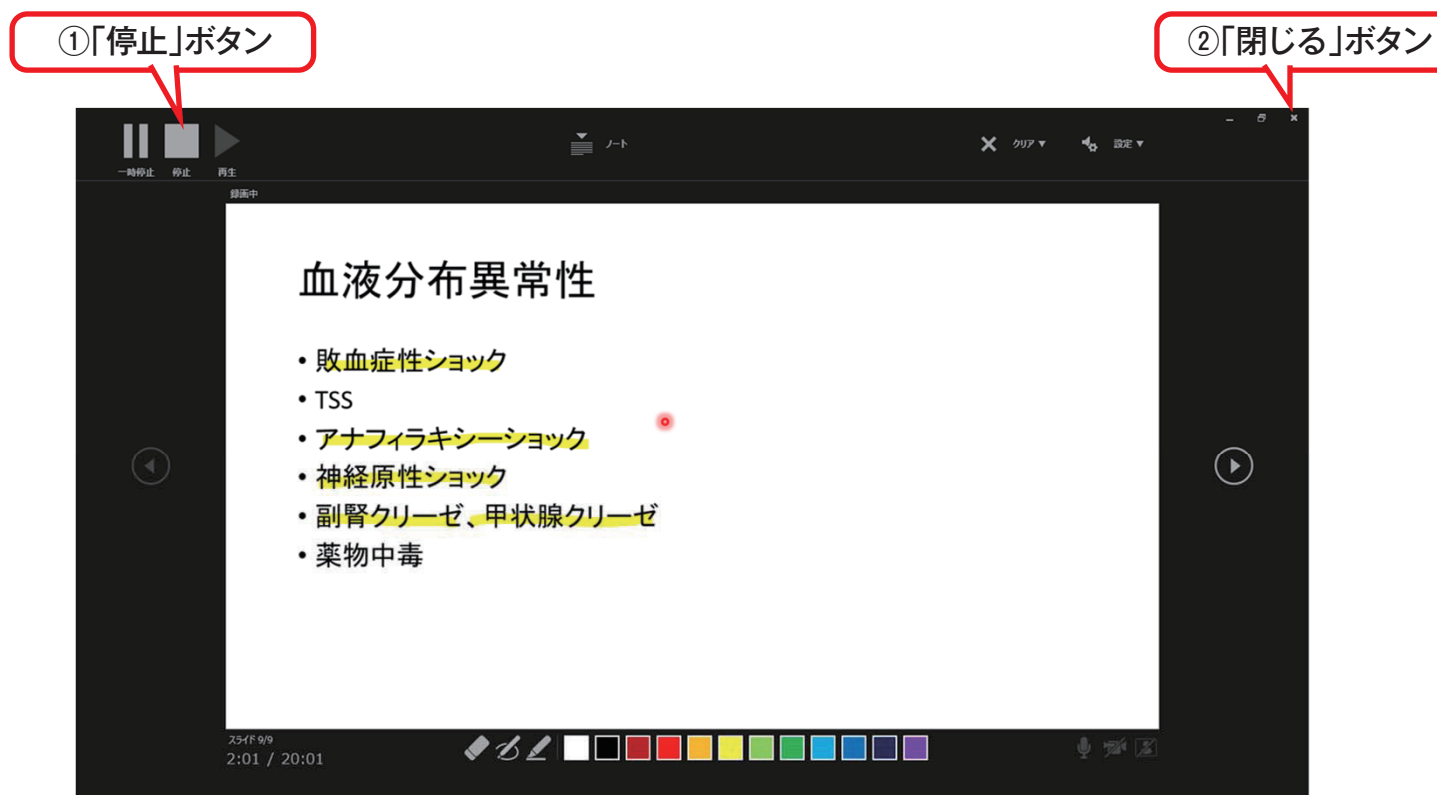 ①「停止」ボタン
②「閉じる」ボタン
一時停止 停止 再生
ノート
クリア ▼ 設定 ▼
録画中
血液分布異常性
• 敗血症性ショック
• TSS
• アナフィラキシーショック
• 神経原性ショック
• 副腎クリーゼ、甲状腺クリーゼ
• 薬物中毒
スライド 9/9
2:01 / 20:01